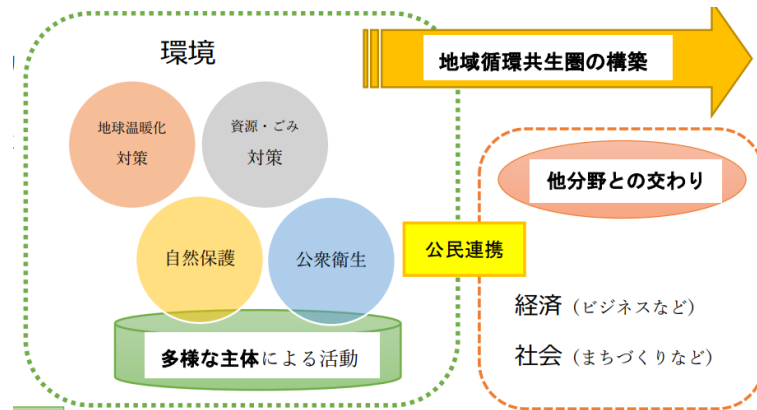 環境
地域循環共生圏の構築
地球温暖化
対策
資源・ごみ
対策
他分野との交わり
自然保護
公衆衛生
公民連携
経済（ビジネスなど）
社会（まちづくりなど）
多様な主体による活動